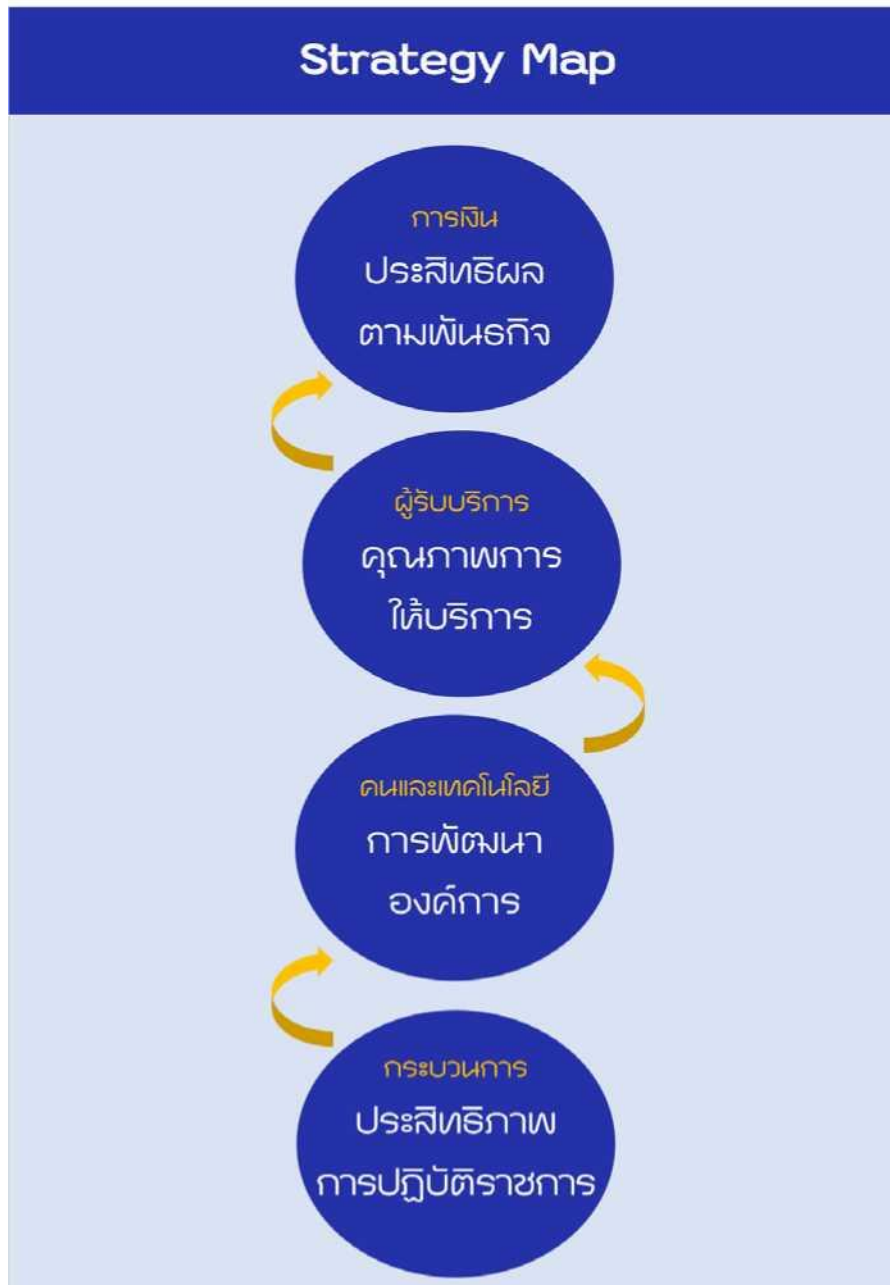 Strategy Map
การเงิน
ประสิทธิผล
ตามพันธกิจ
ผู้รับบริการ
คุณภาพการ
ให้บริการ
คนและเทคโนโลยี
การพัฒนา
องค์การ
กระบวนการ
ประสิทธิภาพ
การปฏิบัติราชการ